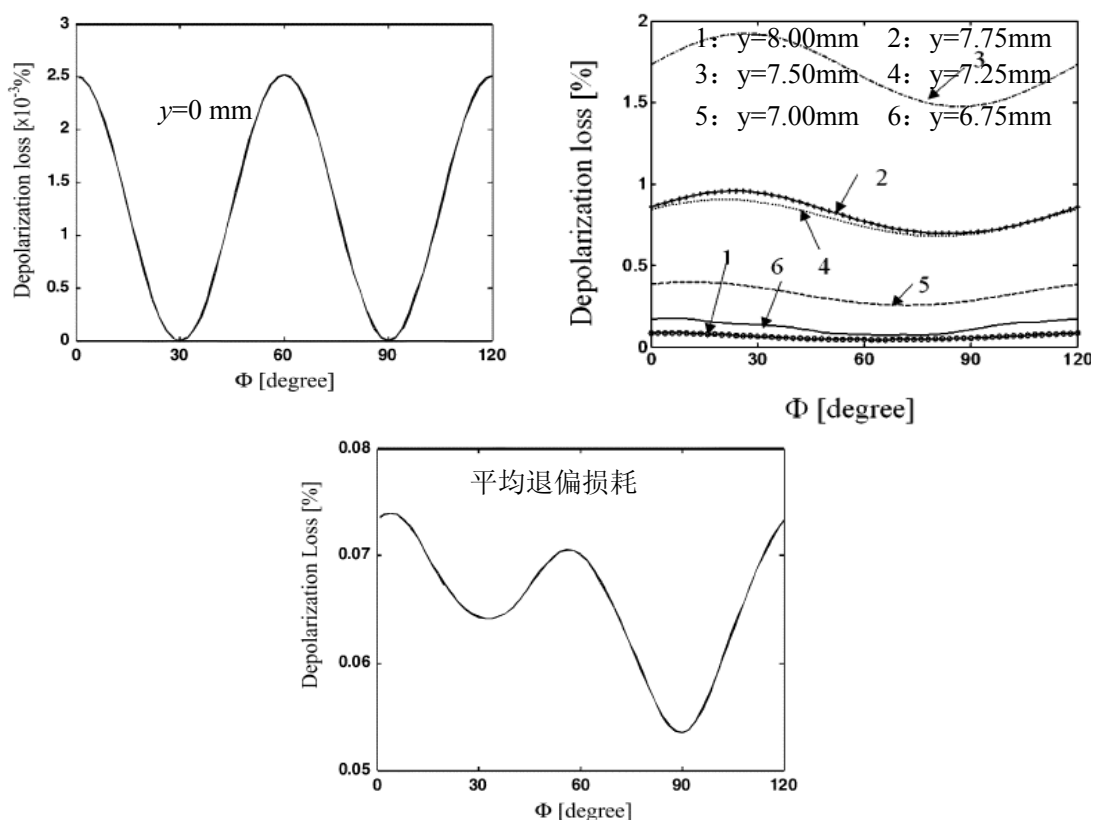 Depolarization loss [×10⁻³%]
3
2.5
2
1.5
1
0.5
0
y=0 mm
0 30 60 90 120
Φ [degree]
Depolarization loss [%]
2
1.5
1
0.5
0
1：y=8.00mm 2：y=7.75mm
3：y=7.50mm 4：y=7.25mm
5：y=7.00mm 6：y=6.75mm
3
2
4
1
6
5
0 30 60 90 120
Φ [degree]
Depolarization Loss [%]
0.08
0.07
0.06
0.05
平均退偏损耗
0 30 60 90 120
Φ [degree]